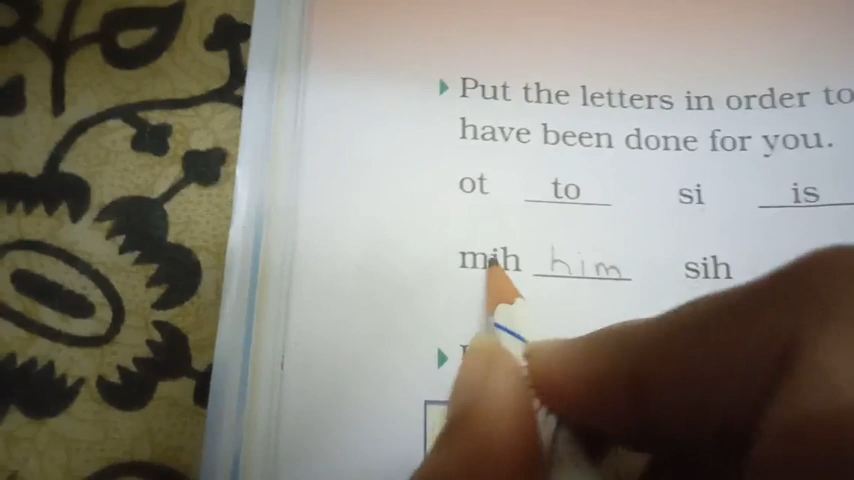 Put the letters in order to
have been done for you.
ot to si is
mih him sih